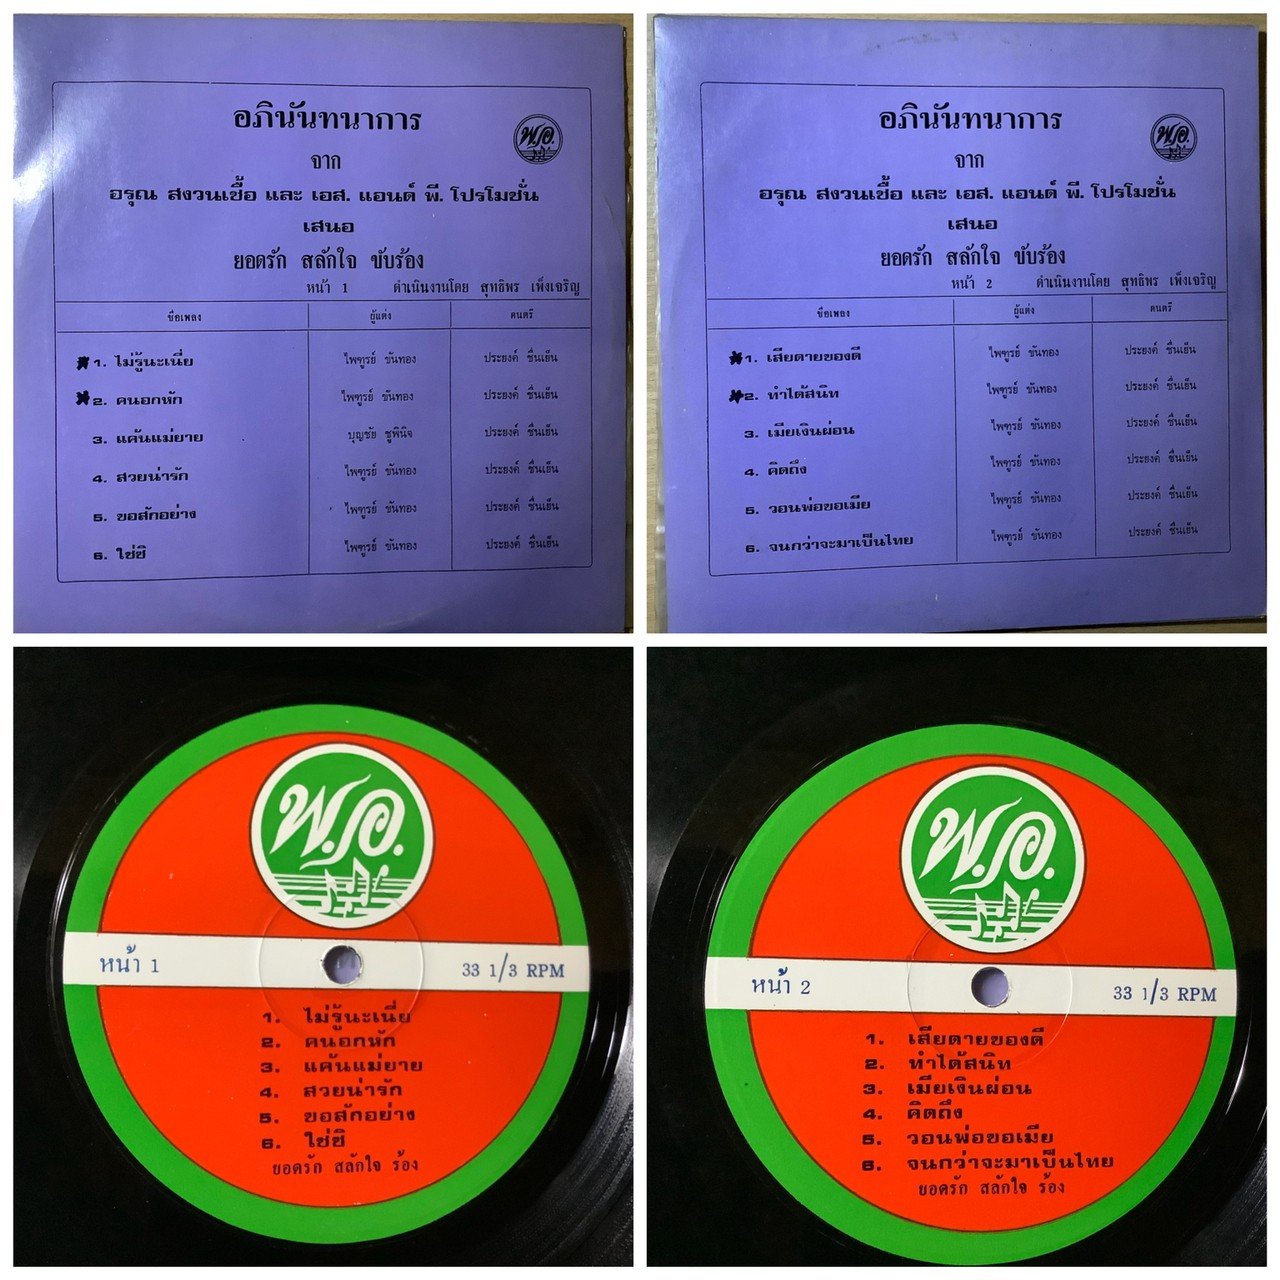 อภินันทนาการ
พ.อ.
จาก
อรุณ สงวนเชื้อ และ เอส. แอนด์ พี. โปรโมชั่น
เสนอ
ยอดรัก สลักใจ ขับร้อง
หน้า 1 ดำเนินงานโดย สุทธิพร เพ็งเจริญ
ชื่อเพลง ผู้แต่ง ดนตรี
1. ไม่รู้นะเนี่ย ไพฑูรย์ ขันทอง ประยงค์ ชื่นเย็น
2. คนอกหัก ไพฑูรย์ ขันทอง ประยงค์ ชื่นเย็น
3. แค้นแม่ยาย บุญชัย ชูพินิจ ประยงค์ ชื่นเย็น
4. สวยน่ารัก ไพฑูรย์ ขันทอง ประยงค์ ชื่นเย็น
5. ขอสักอย่าง ไพฑูรย์ ขันทอง ประยงค์ ชื่นเย็น
6. ใช่ซิ ไพฑูรย์ ขันทอง ประยงค์ ชื่นเย็น
อภินันทนาการ
พ.อ.
จาก
อรุณ สงวนเชื้อ และ เอส. แอนด์ พี. โปรโมชั่น
เสนอ
ยอดรัก สลักใจ ขับร้อง
หน้า 2 ดำเนินงานโดย สุทธิพร เพ็งเจริญ
ชื่อเพลง ผู้แต่ง ดนตรี
1. เสียดายของดี ไพฑูรย์ ขันทอง ประยงค์ ชื่นเย็น
2. ทำได้สนิท ไพฑูรย์ ขันทอง ประยงค์ ชื่นเย็น
3. เมียเงินผ่อน ไพฑูรย์ ขันทอง ประยงค์ ชื่นเย็น
4. คิดถึง ไพฑูรย์ ขันทอง ประยงค์ ชื่นเย็น
5. วอนพ่อขอเมีย ไพฑูรย์ ขันทอง ประยงค์ ชื่นเย็น
6. จนกว่าจะมาเป็นไทย ไพฑูรย์ ขันทอง ประยงค์ ชื่นเย็น
พ.อ.
หน้า 1 33 1/3 RPM
1. ไม่รู้นะเนี่ย
2. คนอกหัก
3. แค้นแม่ยาย
4. สวยน่ารัก
5. ขอสักอย่าง
6. ใช่ซิ
ยอดรัก สลักใจ ร้อง
พ.อ.
หน้า 2 33 1/3 RPM
1. เสียดายของดี
2. ทำได้สนิท
3. เมียเงินผ่อน
4. คิดถึง
5. วอนพ่อขอเมีย
6. จนกว่าจะมาเป็นไทย
ยอดรัก สลักใจ ร้อง